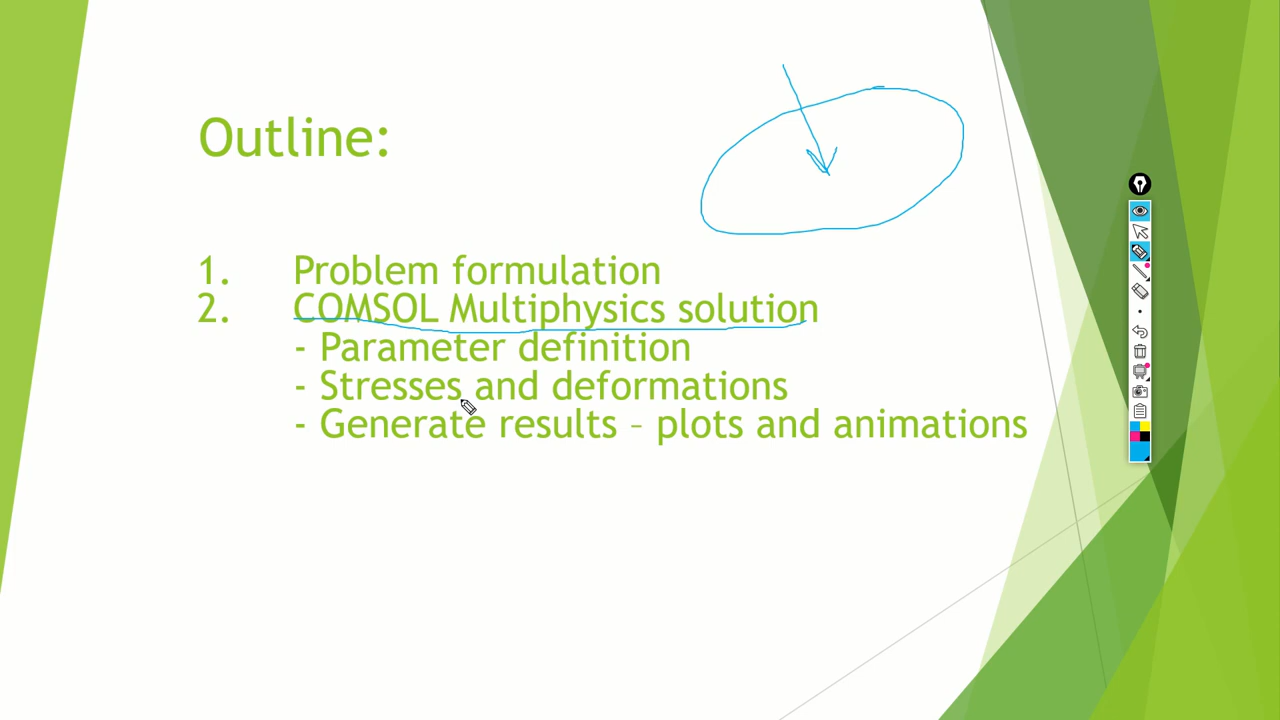 Outline:
1. Problem formulation
2. COMSOL Multiphysics solution
- Parameter definition
- Stresses and deformations
- Generate results – plots and animations